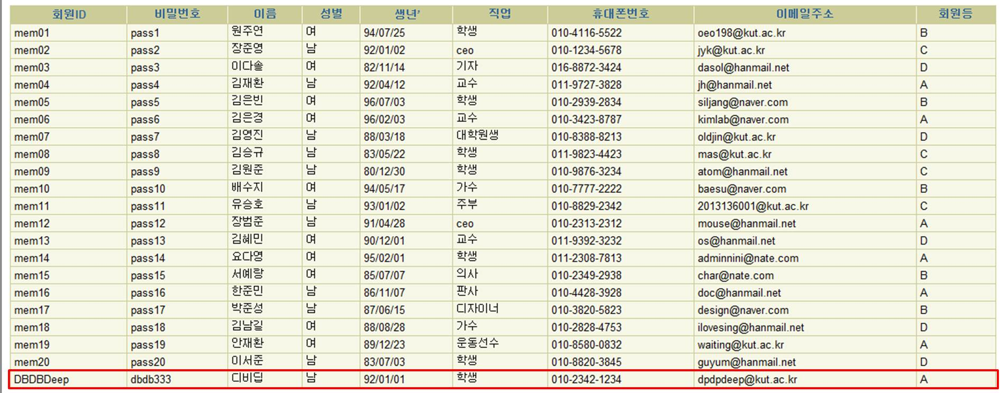 회원ID 비밀번호 이름 성별 생년' 직업 휴대폰번호 이메일주소 회원등
mem01 pass1 원주연 여 94/07/25 학생 010-4116-5522 oeo198@kut.ac.kr B
mem02 pass2 장준영 남 92/01/02 ceo 010-1234-5678 jyk@kut.ac.kr C
mem03 pass3 이다솔 여 82/11/14 기자 016-8872-3424 dasol@hanmail.net D
mem04 pass4 김재환 남 92/04/12 교수 011-9727-3828 jh@hanmail.net A
mem05 pass5 김은빈 여 96/07/03 학생 010-2939-2834 siljang@naver.com B
mem06 pass6 김은경 여 96/02/03 교수 010-3423-8787 kimlab@naver.com A
mem07 pass7 김영진 남 88/03/18 대학원생 010-8388-8213 oldjin@kut.ac.kr D
mem08 pass8 김승규 남 83/05/22 학생 011-9823-4423 mas@kut.ac.kr C
mem09 pass9 김원준 남 80/12/30 학생 010-9876-3234 atom@hanmail.net C
mem10 pass10 배수지 여 94/05/17 가수 010-7777-2222 baesu@naver.com B
mem11 pass11 유승호 남 93/01/02 주부 010-8829-2342 2013136001@kut.ac.kr C
mem12 pass12 장범준 남 91/04/28 ceo 010-2313-2312 mouse@hanmail.net A
mem13 pass13 김혜민 여 90/12/01 교수 011-9392-3232 os@hanmail.net D
mem14 pass14 요다영 여 95/02/01 학생 011-2308-7813 adminnini@nate.com A
mem15 pass15 서예랑 여 85/07/07 의사 010-2349-2938 char@nate.com B
mem16 pass16 한준민 남 86/11/07 판사 010-4428-3928 doc@hanmail.net A
mem17 pass17 박준성 남 87/06/15 디자이너 010-3820-5823 design@naver.com B
mem18 pass18 김남길 여 88/08/28 가수 010-2828-4753 ilovesing@hanmail.net D
mem19 pass19 안재환 여 89/12/23 운동선수 010-8580-0832 waiting@kut.ac.kr A
mem20 pass20 이서준 남 83/07/03 학생 010-8820-3845 guyum@hanmail.net D
DBDBDeep dbdb333 디비딥 남 92/01/01 학생 010-2342-1234 dpdpdeep@kut.ac.kr A